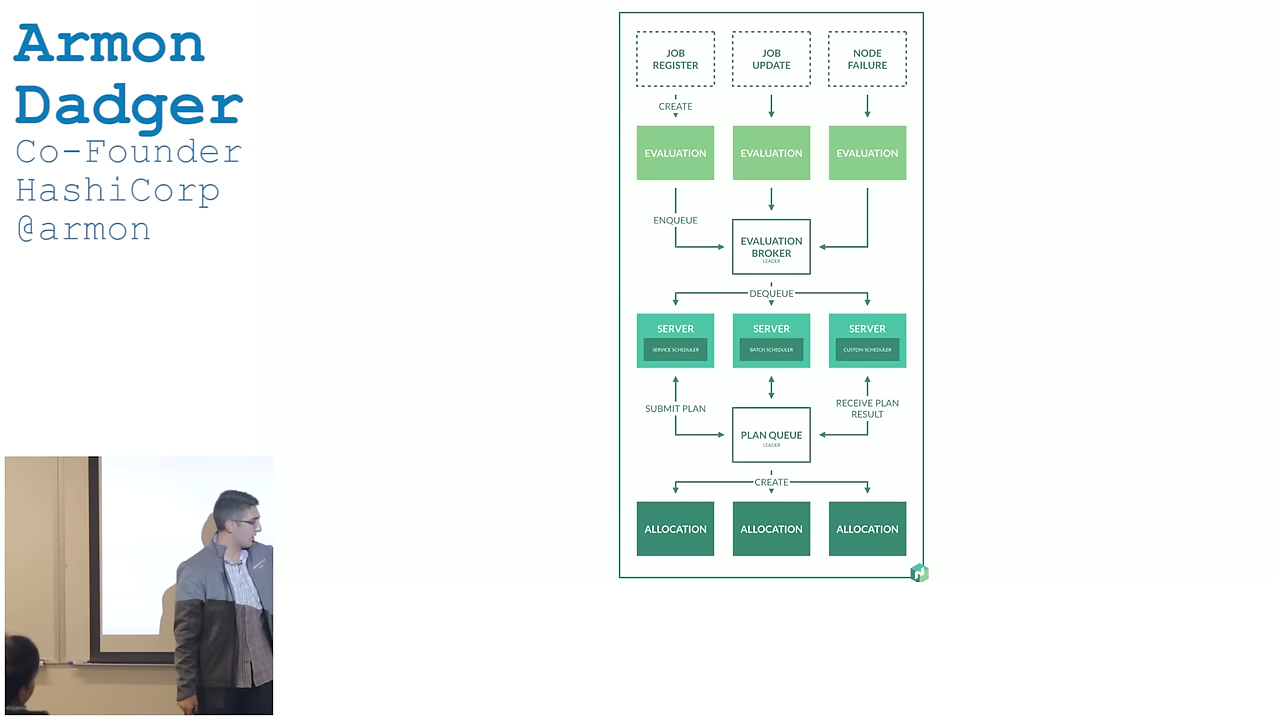 Armon
Dadger
Co-Founder
HashiCorp
@armon
JOB
REGISTER
JOB
UPDATE
NODE
FAILURE
CREATE
EVALUATION
EVALUATION
EVALUATION
ENQUEUE
EVALUATION
BROKER
LEADER
DEQUEUE
SERVER
SERVICE SCHEDULER
SERVER
BATCH SCHEDULER
SERVER
CUSTOM SCHEDULER
SUBMIT PLAN
RECEIVE PLAN
RESULT
PLAN QUEUE
LEADER
CREATE
ALLOCATION
ALLOCATION
ALLOCATION